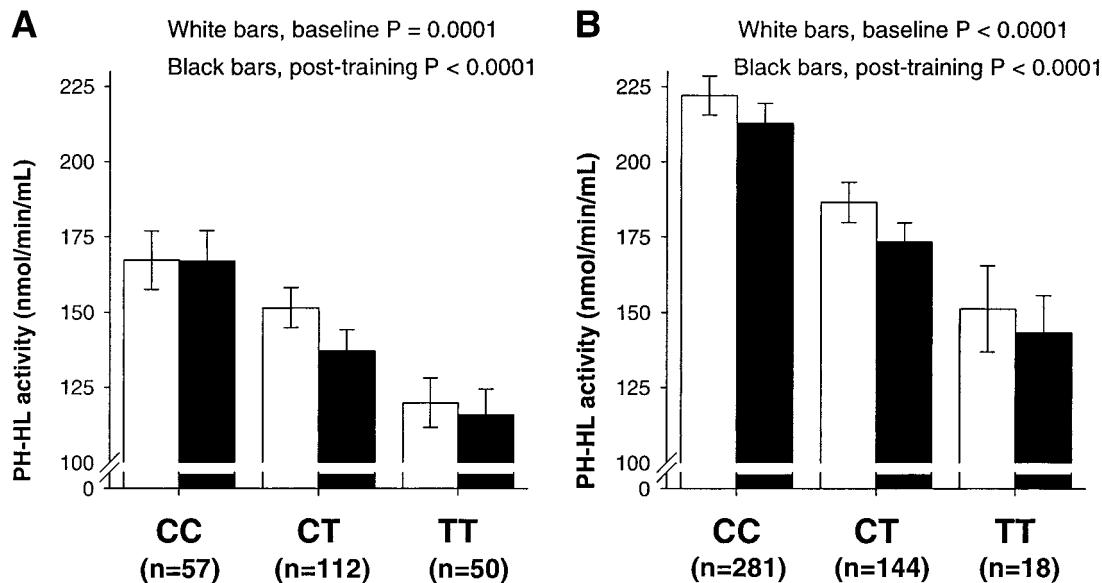 A
White bars, baseline P = 0.0001
Black bars, post-training P < 0.0001
PH-HL activity (nmol/min/mL)
225
200
175
150
125
100
0
CC CT TT
(n=57) (n=112) (n=50)
B
White bars, baseline P < 0.0001
Black bars, post-training P < 0.0001
PH-HL activity (nmol/min/mL)
225
200
175
150
125
100
0
CC CT TT
(n=281) (n=144) (n=18)